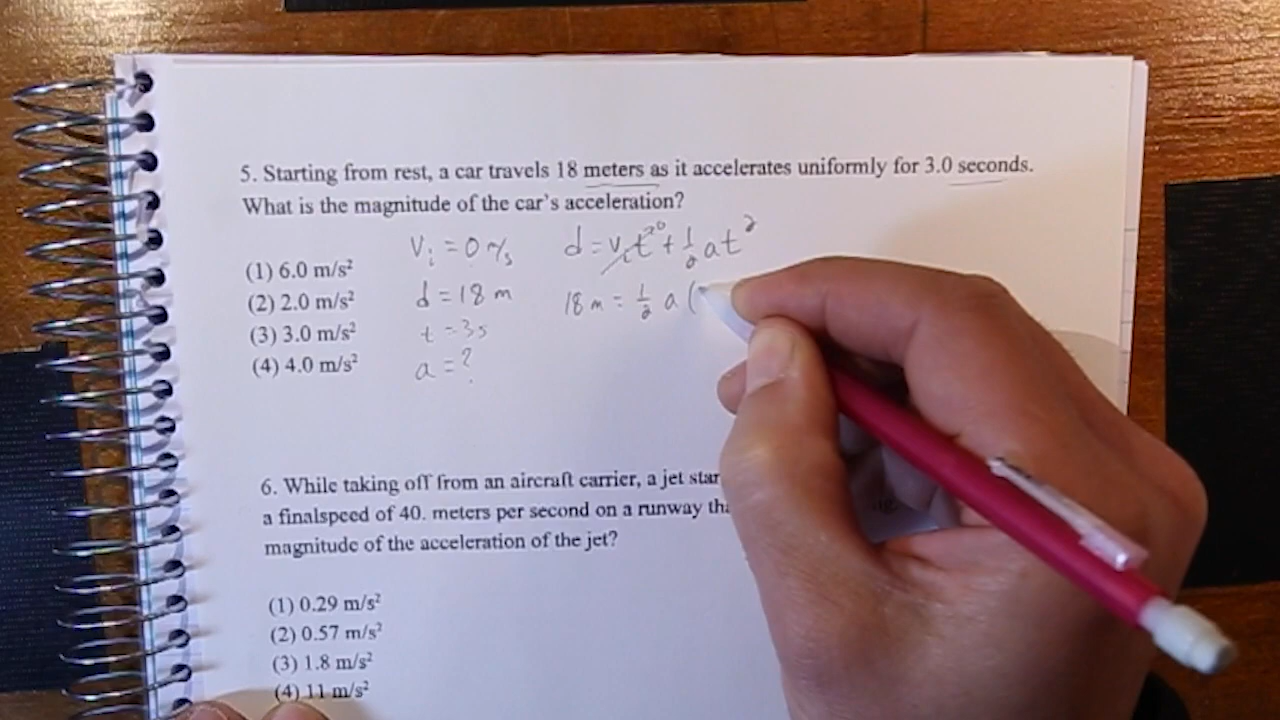 5. Starting from rest, a car travels 18 meters as it accelerates uniformly for 3.0 seconds.
What is the magnitude of the car's acceleration?
(1) 6.0 m/s²
(2) 2.0 m/s²
(3) 3.0 m/s²
(4) 4.0 m/s²
vᵢ = 0 m/s
d = 18 m
t = 3s
a = ?
d = vᵢt⁼⁰ + ½ at²
18 m = ½ a (
6. While taking off from an aircraft carrier, a jet star
a finalspeed of 40. meters per second on a runway tha
magnitude of the acceleration of the jet?
(1) 0.29 m/s²
(2) 0.57 m/s²
(3) 1.8 m/s²
(4) 11 m/s²